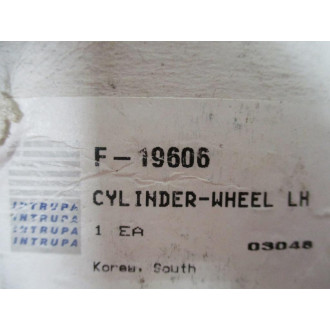 F-19606
CYLINDER-WHEEL LH
1 EA
03048
Korea, South
INTRUPA
INTRUPA
INTRUPA
INTRUPA